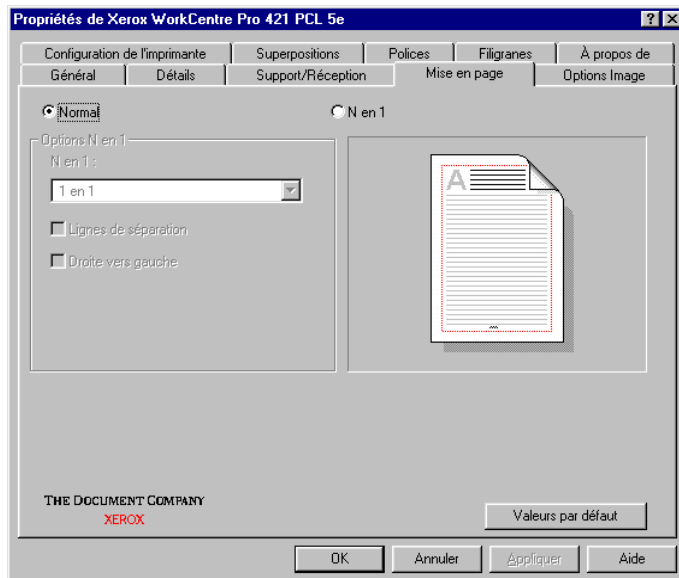 Propriétés de Xerox WorkCentre Pro 421 PCL 5e
Configuration de l'imprimante Superpositions Polices Filigranes À propos de
Général Détails Support/Réception Mise en page Options Image
Normal N en 1
Options N en 1
N en 1 :
1 en 1
Lignes de séparation
Droite vers gauche
A
THE DOCUMENT COMPANY
XEROX
Valeurs par défaut
OK Annuler Appliquer Aide